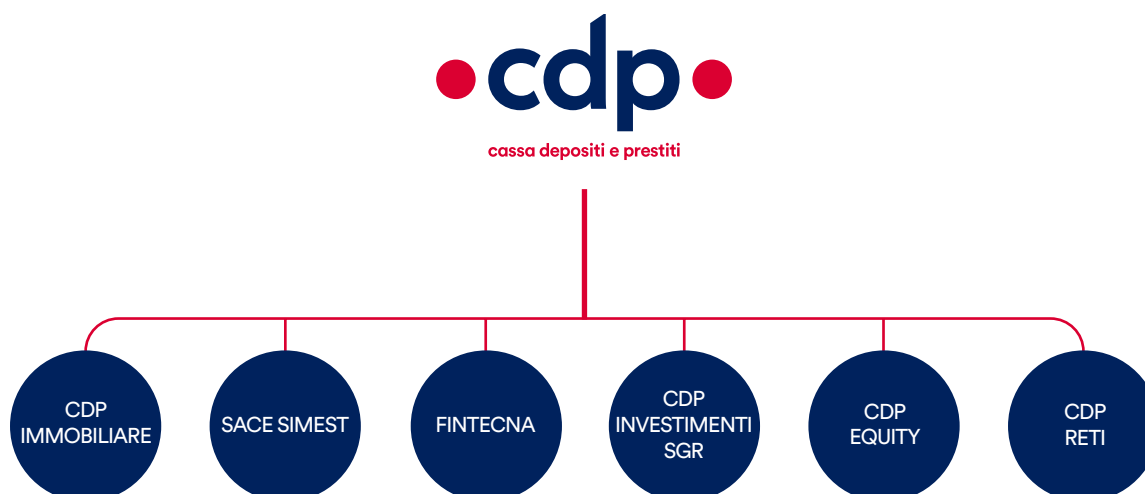 cdp
cassa depositi e prestiti
CDP
IMMOBILIARE
SACE SIMEST
FINTECNA
CDP
INVESTIMENTI
SGR
CDP
EQUITY
CDP
RETI